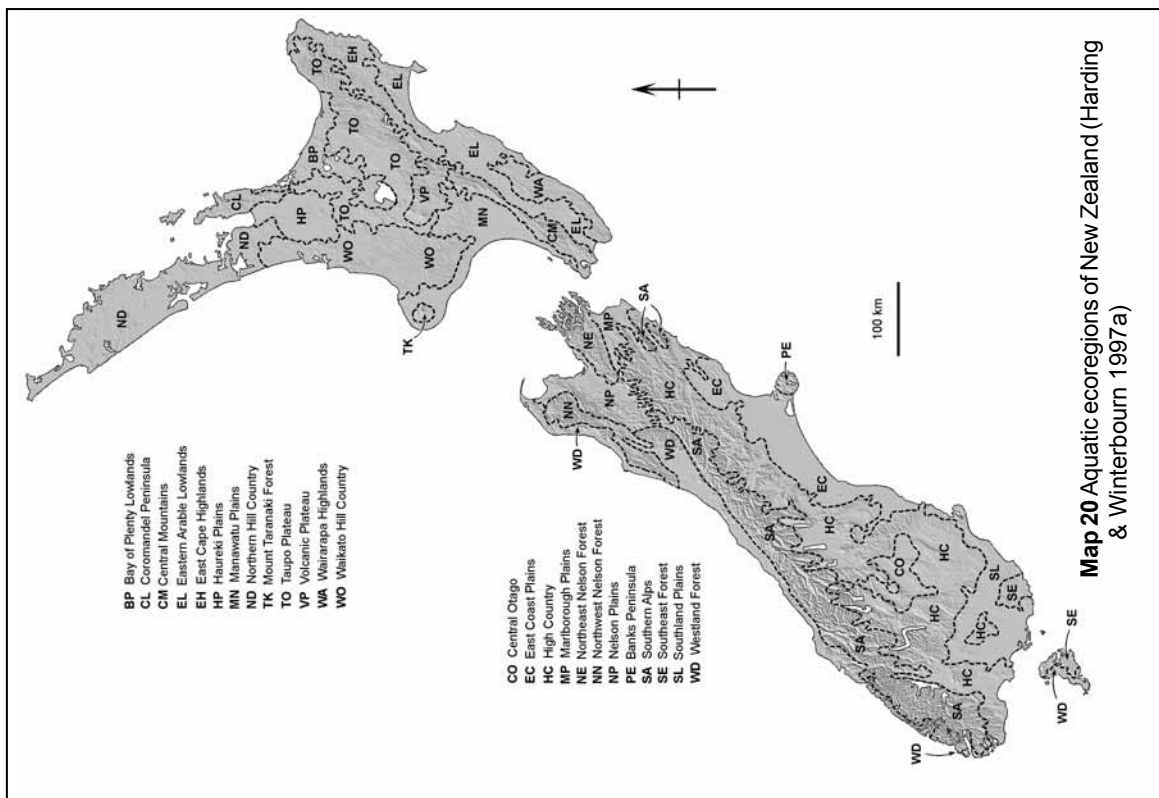 BP Bay of Plenty Lowlands
CL Coromandel Peninsula
CM Central Mountains
EL Eastern Arable Lowlands
EH East Cape Highlands
HP Haureki Plains
MN Manawatu Plains
ND Northern Hill Country
TK Mount Taranaki Forest
TO Taupo Plateau
VP Volcanic Plateau
WA Wairarapa Highlands
WO Waikato Hill Country
ND
ND
CL
HP
BP
TO
TO
EH
EL
TO
TO
WO
WO
VP
MN
EL
WA
CM
EL
TK
CO Central Otago
EC East Coast Plains
HC High Country
MP Marlborough Plains
NE Northeast Nelson Forest
NN Northwest Nelson Forest
NP Nelson Plains
PE Banks Peninsula
SA Southern Alps
SE Southeast Forest
SL Southland Plains
WD Westland Forest
NE
MP
SA
NN
NP
WD
HC
EC
WD
SA
PE
EC
SA
HC
CO
HC
SA
HC
SL
SE
HC
HC
SA
WD
SE
WD
100 km
Map 20 Aquatic ecoregions of New Zealand (Harding
& Winterbourn 1997a)